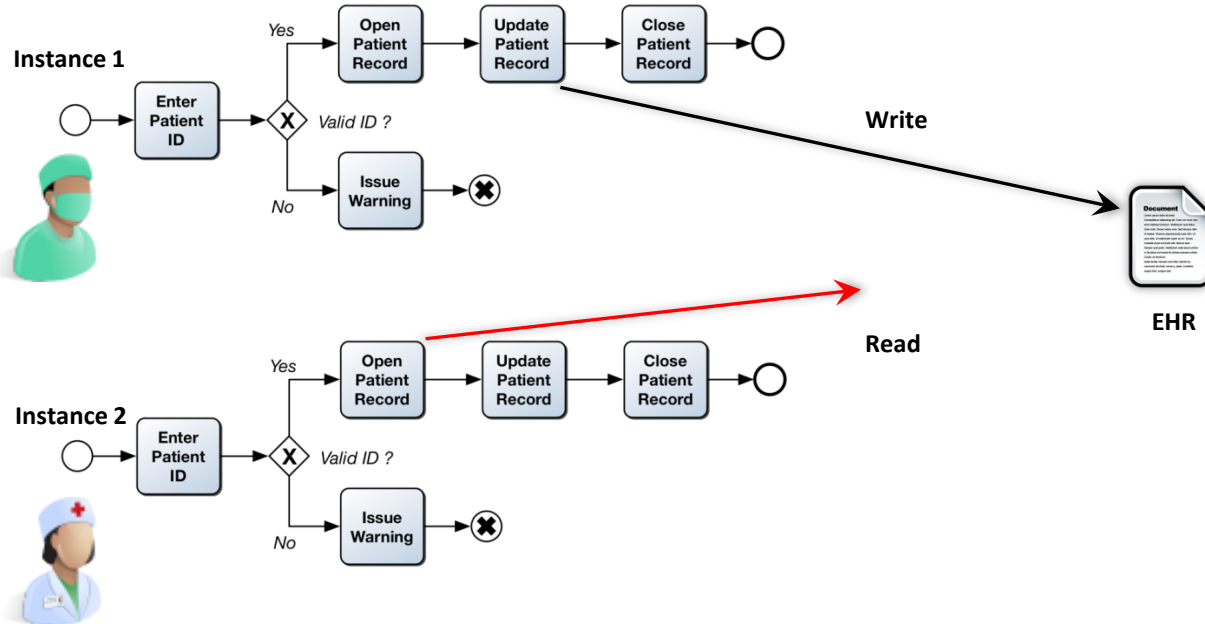 Instance 1
Enter
Patient
ID
X
Valid ID ?
Yes
Open
Patient
Record
Update
Patient
Record
Close
Patient
Record
No
Issue
Warning
Write
Document
EHR
Read
Instance 2
Enter
Patient
ID
X
Valid ID ?
Yes
Open
Patient
Record
Update
Patient
Record
Close
Patient
Record
No
Issue
Warning